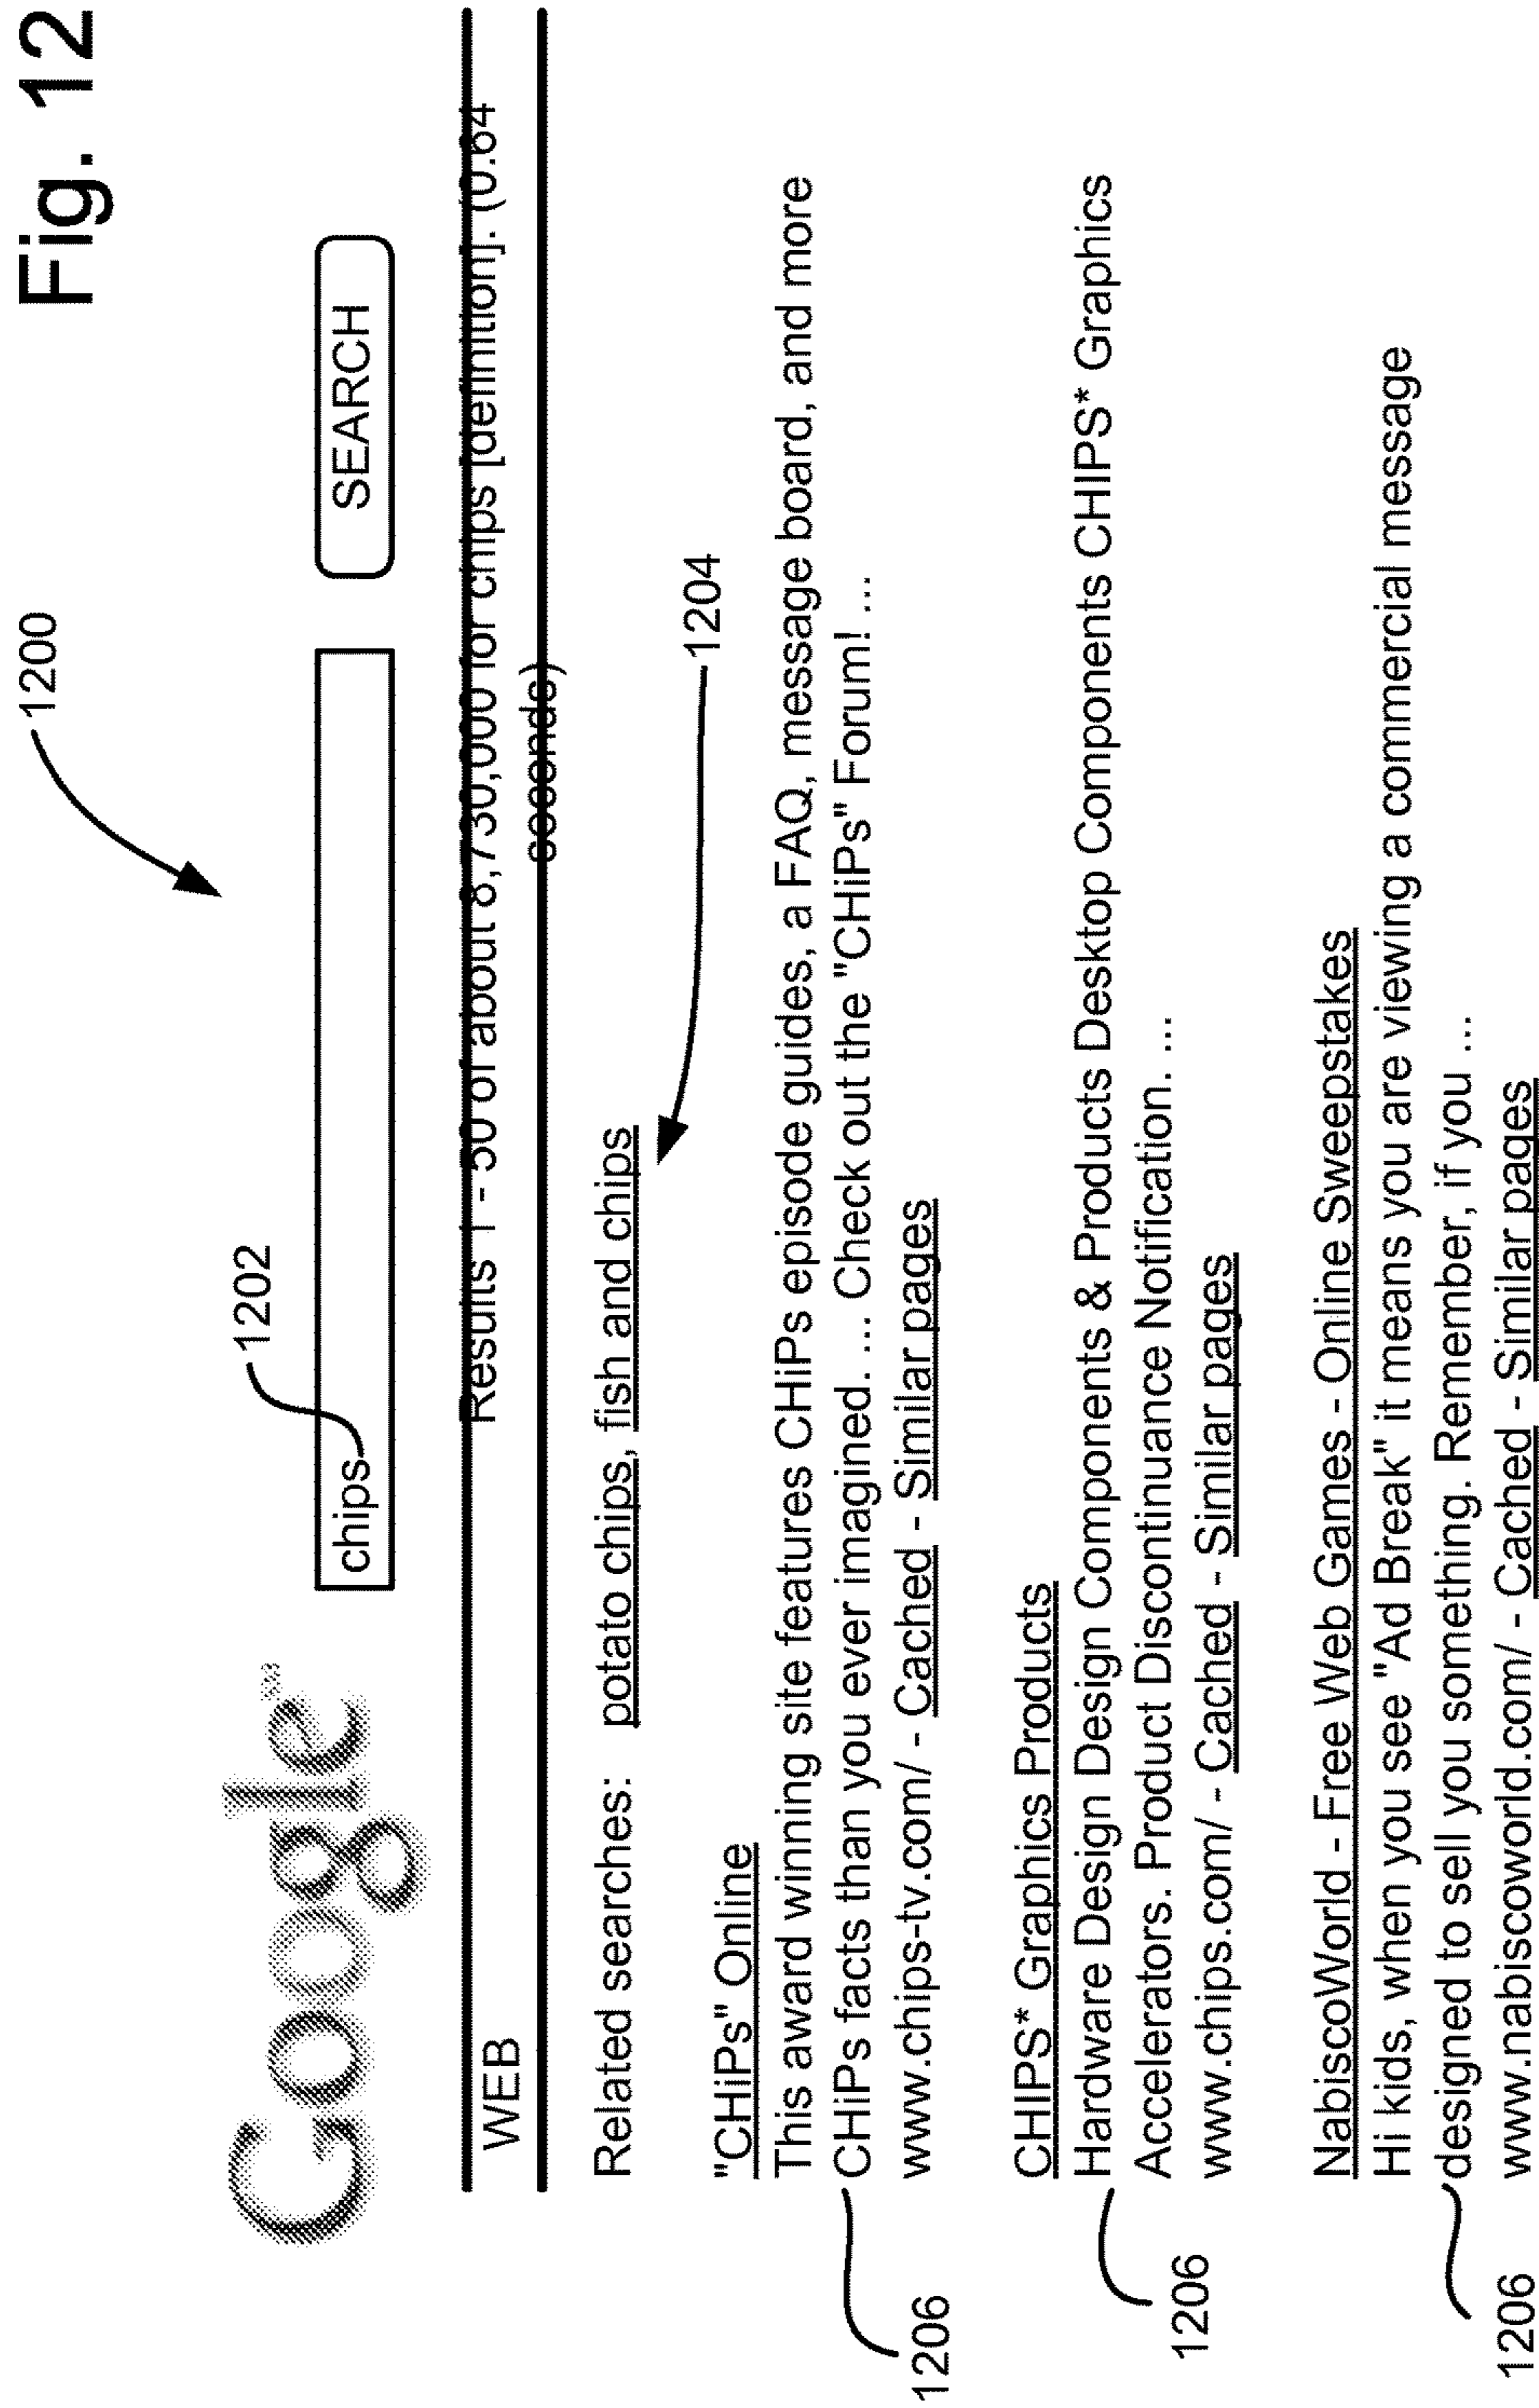 Fig. 12
1200
1202
Google
chips
SEARCH
WEB
Results 1 - 50 of about 8,730,000 for chips [definition]. (0.64
seconds)
Related searches: potato chips, fish and chips
1204
"CHiPs" Online
This award winning site features CHiPs episode guides, a FAQ, message board, and more
CHiPs facts than you ever imagined. ... Check out the "CHiPs" Forum! ...
www.chips-tv.com/ - Cached - Similar pages
1206
CHIPS* Graphics Products
Hardware Design Design Components & Products Desktop Components CHIPS* Graphics
Accelerators. Product Discontinuance Notification. ...
www.chips.com/ - Cached - Similar pages
1206
NabiscoWorld - Free Web Games - Online Sweepstakes
Hi kids, when you see "Ad Break" it means you are viewing a commercial message
designed to sell you something. Remember, if you ...
www.nabiscoworld.com/ - Cached - Similar pages
1206